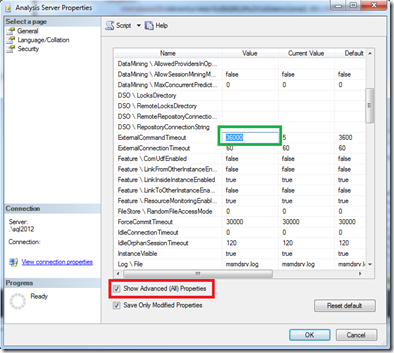 Analysis Server Properties
Select a page
General
Language/Collation
Security
Script
Help
Name Value Current Value Default
DataMining \ AllowedProvidersInOp...
DataMining \ AllowSessionMiningM... false false false
DataMining \ MaxConcurrentPredict... 0 0 0
DSO \ LocksDirectory
DSO \ RemoteLocksDirectory
DSO \ RemoteRepositoryConnectio...
DSO \ RepositoryConnectionString
ExternalCommandTimeout 36000 5 3600
ExternalConnectionTimeout 60 60 60
Feature \ ComUdfEnabled false false false
Feature \ LinkFromOtherInstanceEn... false false false
Feature \ LinkInsideInstanceEnabled true true true
Feature \ LinkToOtherInstanceEna... false false false
Feature \ ResourceMonitoringEnabl... true true true
FileStore \ RandomFileAccessMode 0 0 0
ForceCommitTimeout 30000 30000 30000
IdleConnectionTimeout 0 0 0
IdleOrphanSessionTimeout 120 120 120
InstanceVisible true true true
Log \ File msmdsrv.log msmdsrv.log msmdsrv.log
Connection
Server:
.\sql2012
Connection:
View connection properties
Progress
Ready
Show Advanced (All) Properties
Save Only Modified Properties
Reset default
OK
Cancel